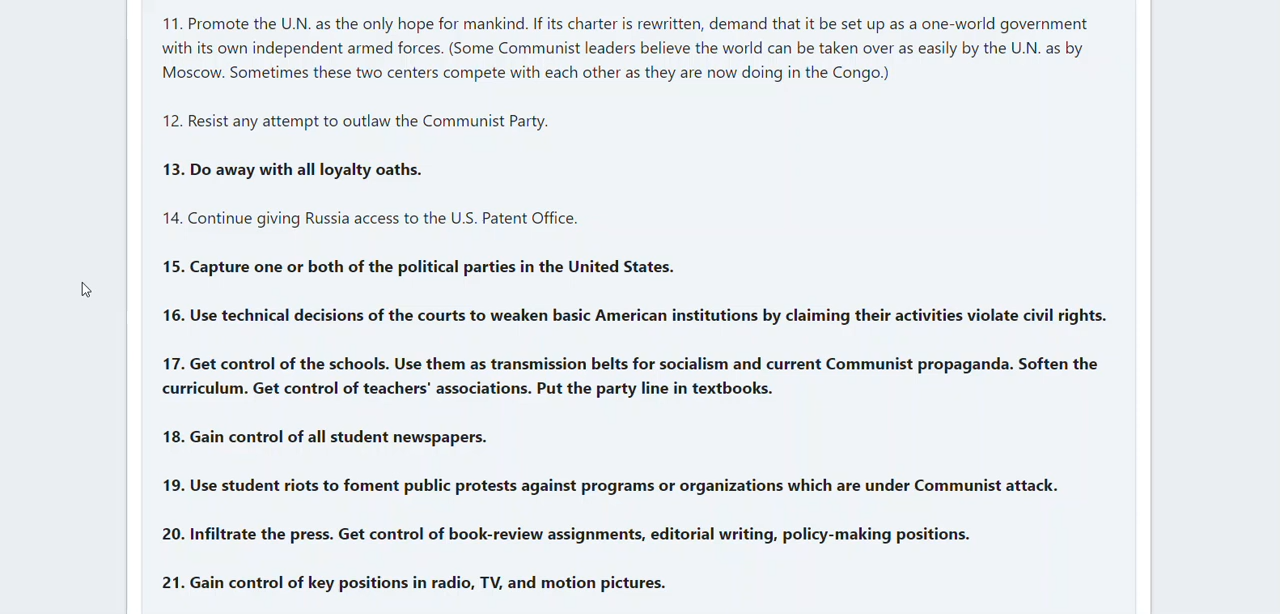 11. Promote the U.N. as the only hope for mankind. If its charter is rewritten, demand that it be set up as a one-world government
with its own independent armed forces. (Some Communist leaders believe the world can be taken over as easily by the U.N. as by
Moscow. Sometimes these two centers compete with each other as they are now doing in the Congo.)
12. Resist any attempt to outlaw the Communist Party.
13. Do away with all loyalty oaths.
14. Continue giving Russia access to the U.S. Patent Office.
15. Capture one or both of the political parties in the United States.
16. Use technical decisions of the courts to weaken basic American institutions by claiming their activities violate civil rights.
17. Get control of the schools. Use them as transmission belts for socialism and current Communist propaganda. Soften the
curriculum. Get control of teachers' associations. Put the party line in textbooks.
18. Gain control of all student newspapers.
19. Use student riots to foment public protests against programs or organizations which are under Communist attack.
20. Infiltrate the press. Get control of book-review assignments, editorial writing, policy-making positions.
21. Gain control of key positions in radio, TV, and motion pictures.